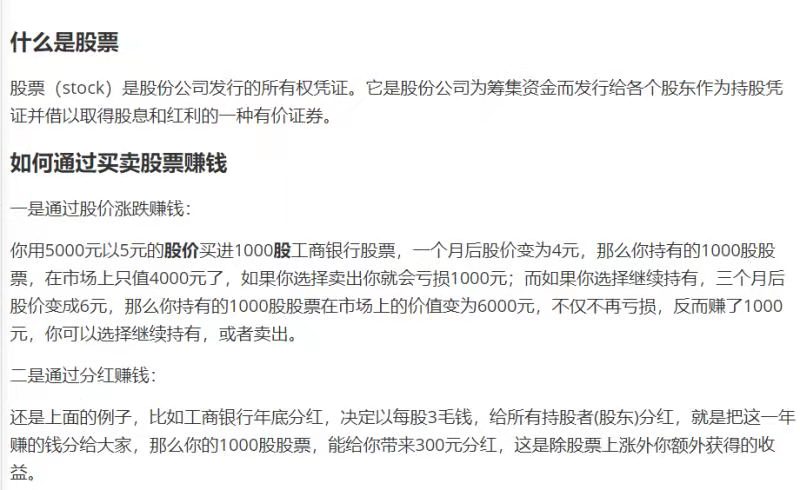 什么是股票
股票（stock）是股份公司发行的所有权凭证。它是股份公司为筹集资金而发行给各个股东作为持股凭
证并借以取得股息和红利的一种有价证券。
如何通过买卖股票赚钱
一是通过股价涨跌赚钱：
你用5000元以5元的股价买进1000股工商银行股票，一个月后股价变为4元，那么你持有的1000股股
票，在市场上只值4000元了，如果你选择卖出你就会亏损1000元；而如果你选择继续持有，三个月后
股价变成6元，那么你持有的1000股股票在市场上的价值变为6000元，不仅不再亏损，反而赚了1000
元，你可以选择继续持有，或者卖出。
二是通过分红赚钱：
还是上面的例子，比如工商银行年底分红，决定以每股3毛钱，给所有持股者(股东)分红，就是把这一年
赚的钱分给大家，那么你的1000股股票，能给你带来300元分红，这是除股票上涨外你额外获得的收
益。